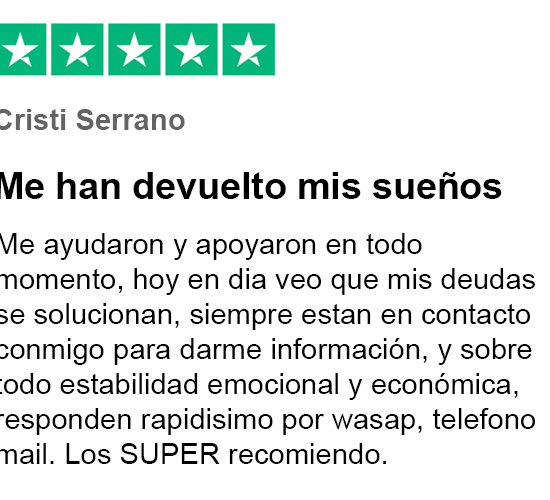 Cristi Serrano
Me han devuelto mis sueños
Me ayudaron y apoyaron en todo
momento, hoy en dia veo que mis deudas
se solucionan, siempre estan en contacto
conmigo para darme información, y sobre
todo estabilidad emocional y económica,
responden rapidisimo por wasap, telefono
mail. Los SUPER recomiendo.